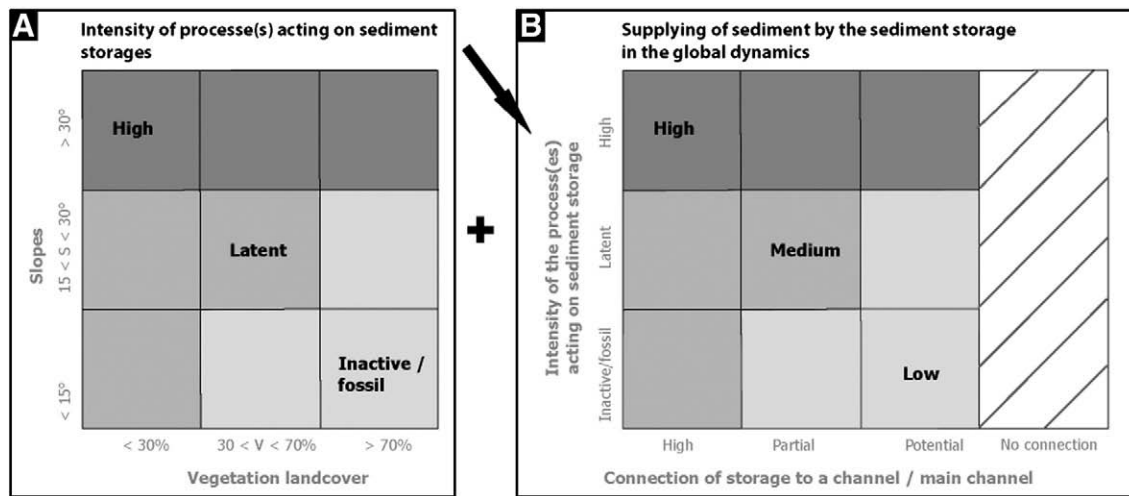 A
Intensity of processe(s) acting on sediment
storages
Slopes
> 30°
15 < S < 30°
< 15°
High
Latent
Inactive /
fossil
< 30%
30 < V < 70%
> 70%
Vegetation landcover
+
B
Supplying of sediment by the sediment storage
in the global dynamics
Intensity of the process(es)
acting on sediment storage
High
Latent
Inactive/fossil
High
Medium
Low
High
Partial
Potential
No connection
Connection of storage to a channel / main channel